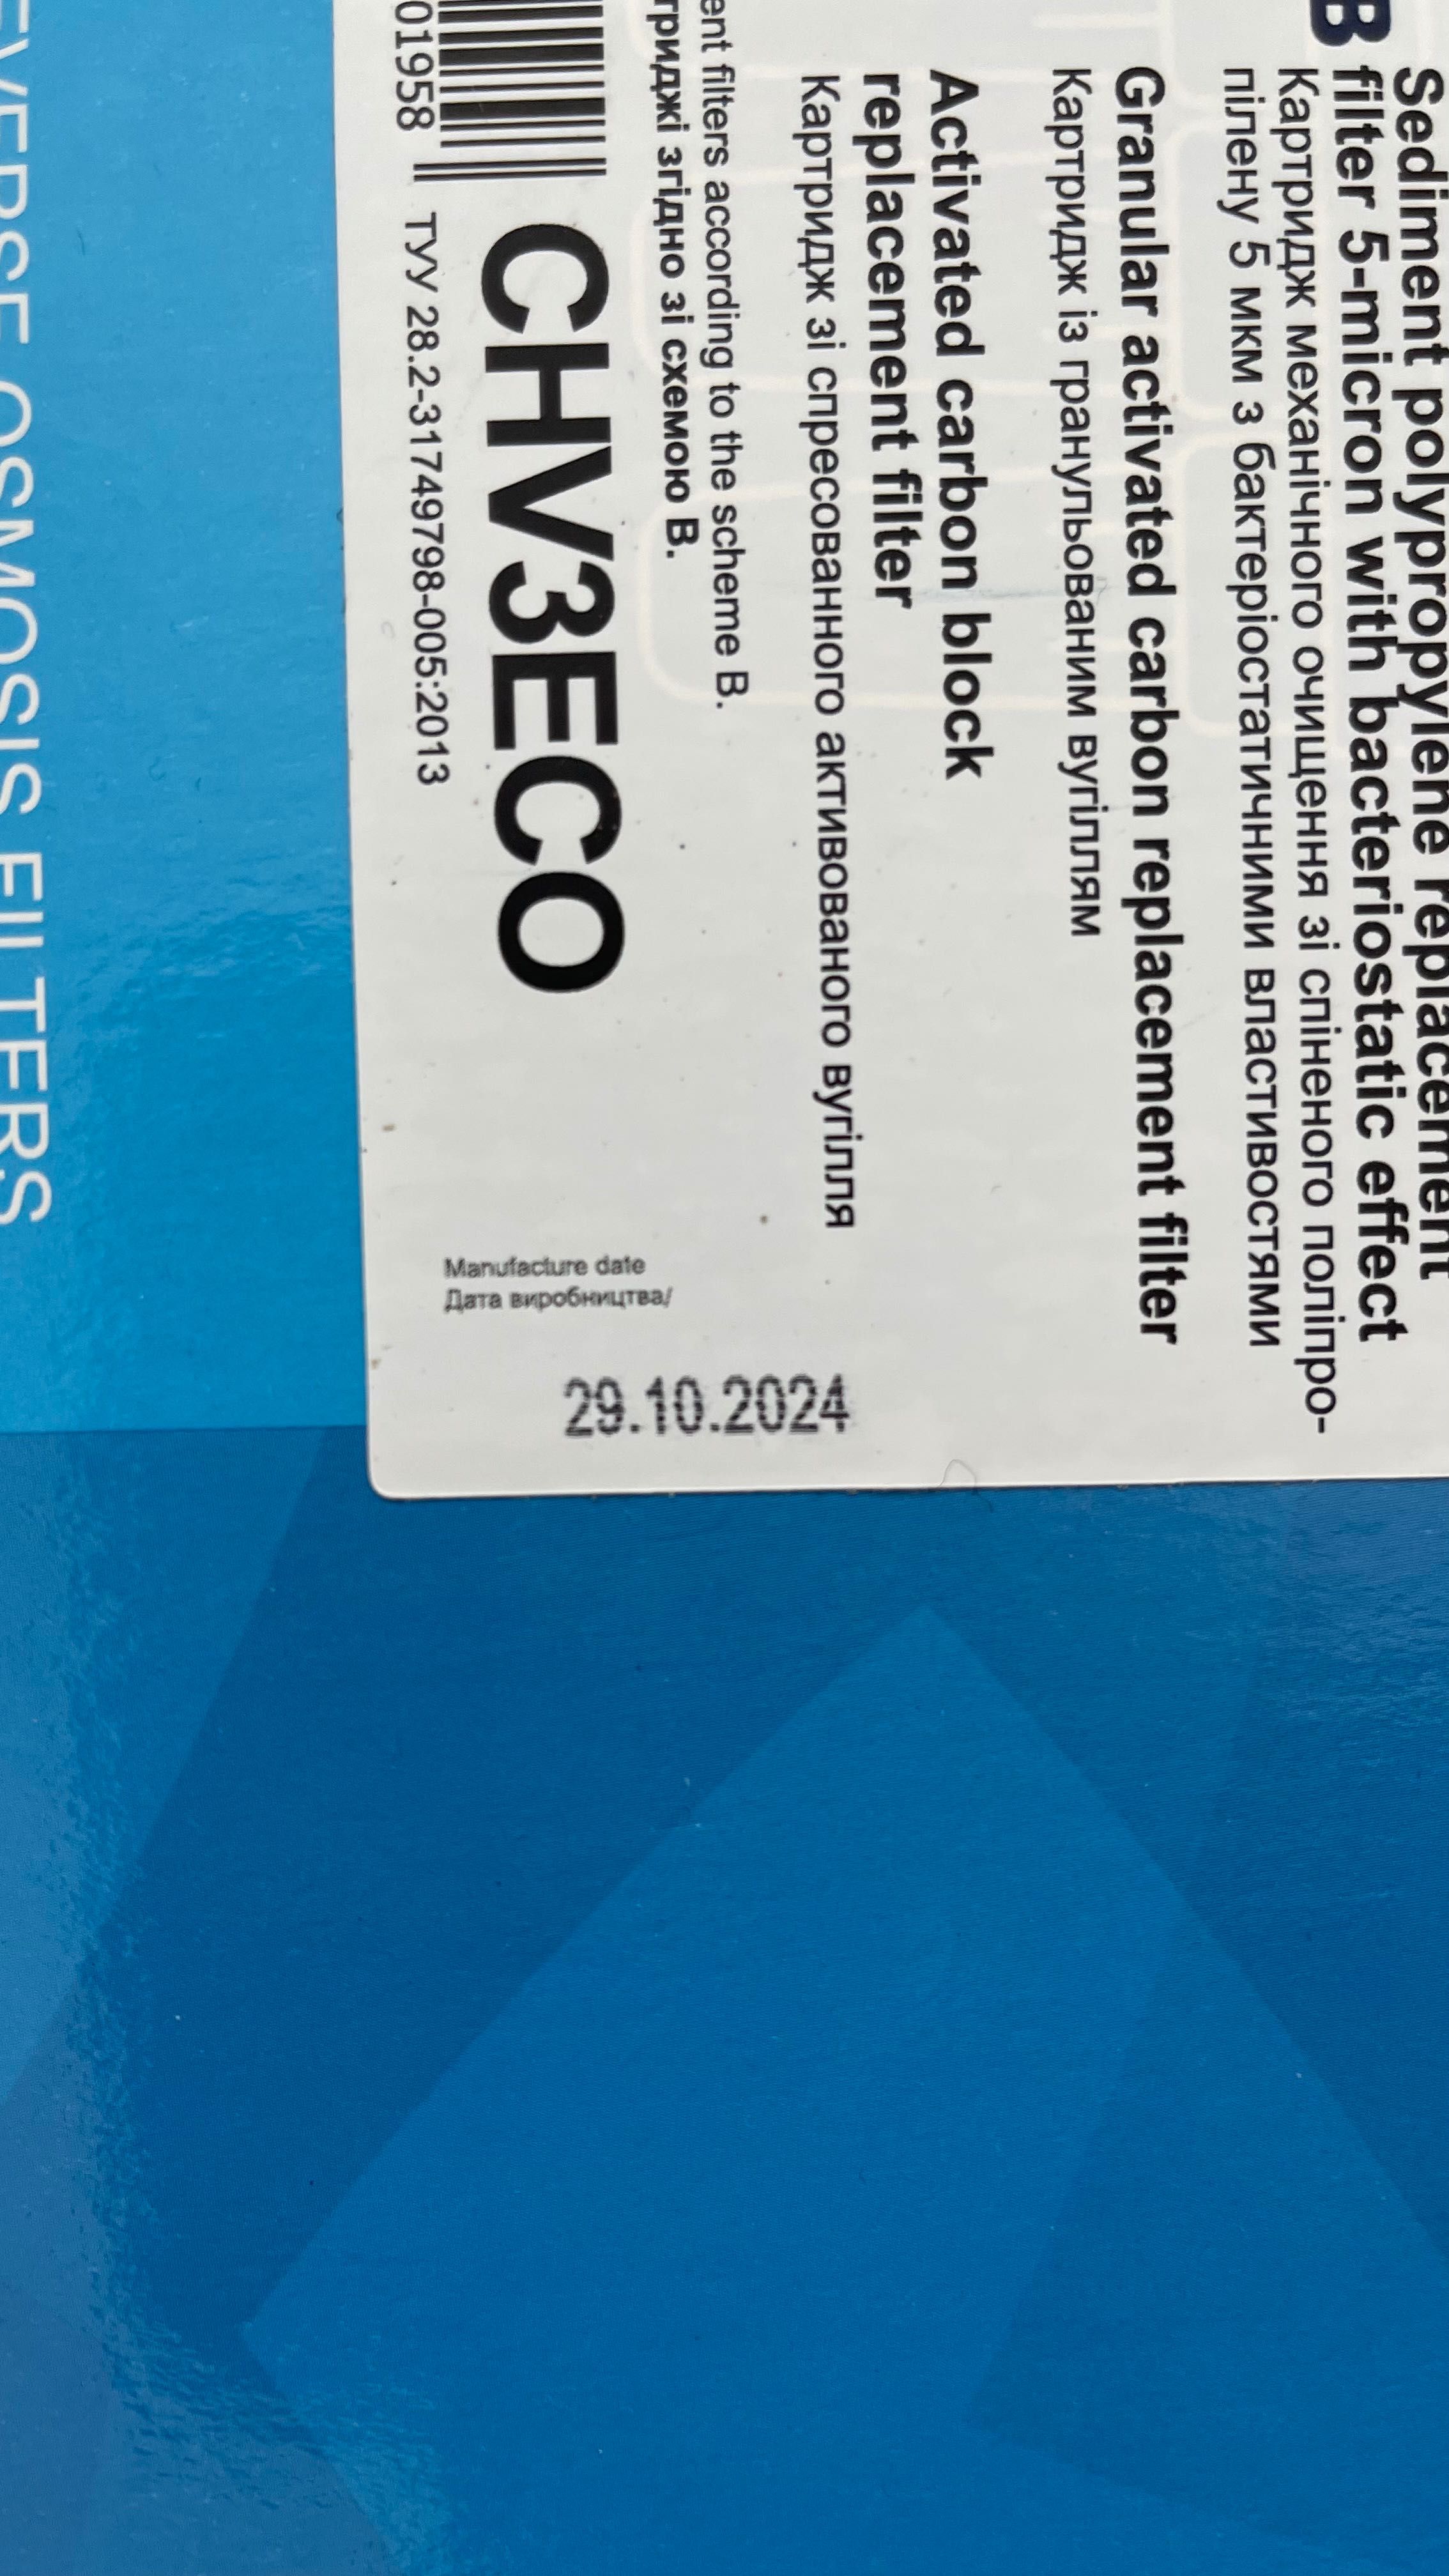 Sediment polypropylene replacement
B filter 5-micron with bacteriostatic effect
Картридж механічного очищення зі спіненого поліпро-
пілену 5 мкм з бактеріостатичними властивостями
Granular activated carbon replacement filter
Картридж із гранульованим вугіллям
Activated carbon block
replacement filter
Картридж зі спресованного активованого вугілля
filters according to the scheme B.
згідно зі схемою В.
CHV3ECO
01958
ТУУ 28.2-31749798-005:2013
Manufacture date
Дата виробництва/
29.10.2024
OSMOSIS FILTERS